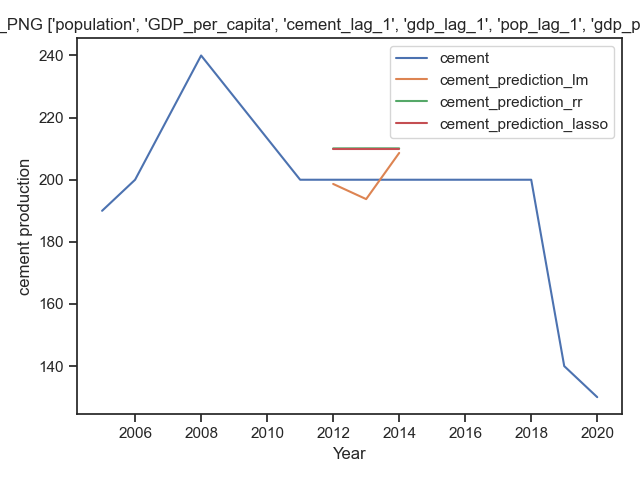 _PNG ['population', 'GDP_per_capita', 'cement_lag_1', 'gdp_lag_1', 'pop_lag_1', 'gdp_p
cement
cement_prediction_lm
cement_prediction_rr
cement_prediction_lasso
240
220
200
180
160
140
cement production
2006 2008 2010 2012 2014 2016 2018 2020
Year